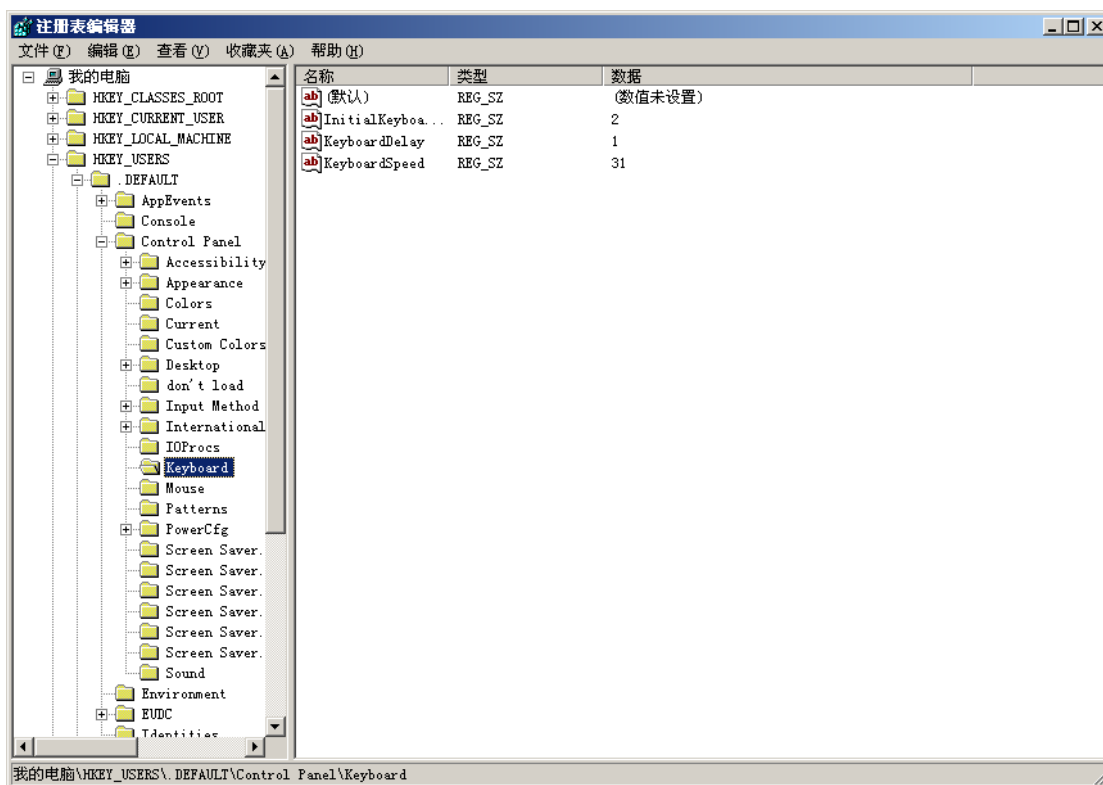 注册表编辑器
文件(F) 编辑(E) 查看(V) 收藏夹(A) 帮助(H)
我的电脑
HKEY_CLASSES_ROOT
HKEY_CURRENT_USER
HKEY_LOCAL_MACHINE
HKEY_USERS
.DEFAULT
AppEvents
Console
Control Panel
Accessibility
Appearance
Colors
Current
Custom Colors
Desktop
don't load
Input Method
International
IOProcs
Keyboard
Mouse
Patterns
PowerCfg
Screen Saver.
Screen Saver.
Screen Saver.
Screen Saver.
Screen Saver.
Screen Saver.
Sound
Environment
EUDC
Identities
名称 类型 数据
(默认) REG_SZ (数值未设置)
InitialKeyboa... REG_SZ 2
KeyboardDelay REG_SZ 1
KeyboardSpeed REG_SZ 31
我的电脑\HKEY_USERS\.DEFAULT\Control Panel\Keyboard